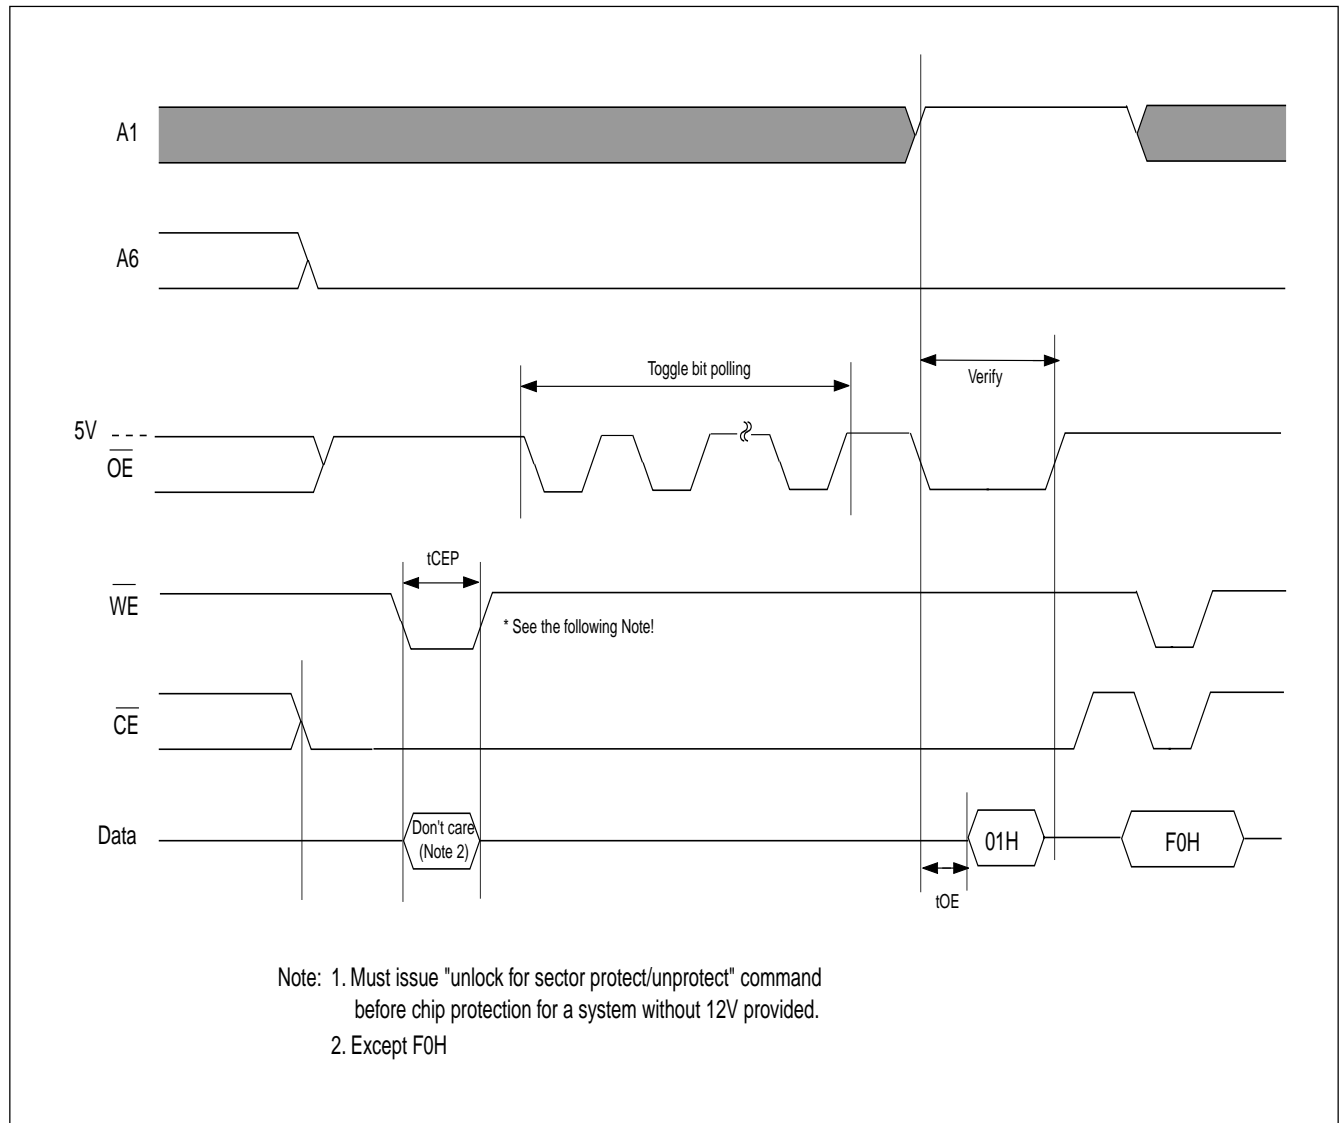 A1
A6
Toggle bit polling
Verify
5V
OE
tCEP
WE
* See the following Note!
CE
Data
Don't care
(Note 2)
01H
F0H
tOE
Note: 1. Must issue "unlock for sector protect/unprotect" command
before chip protection for a system without 12V provided.
2. Except F0H